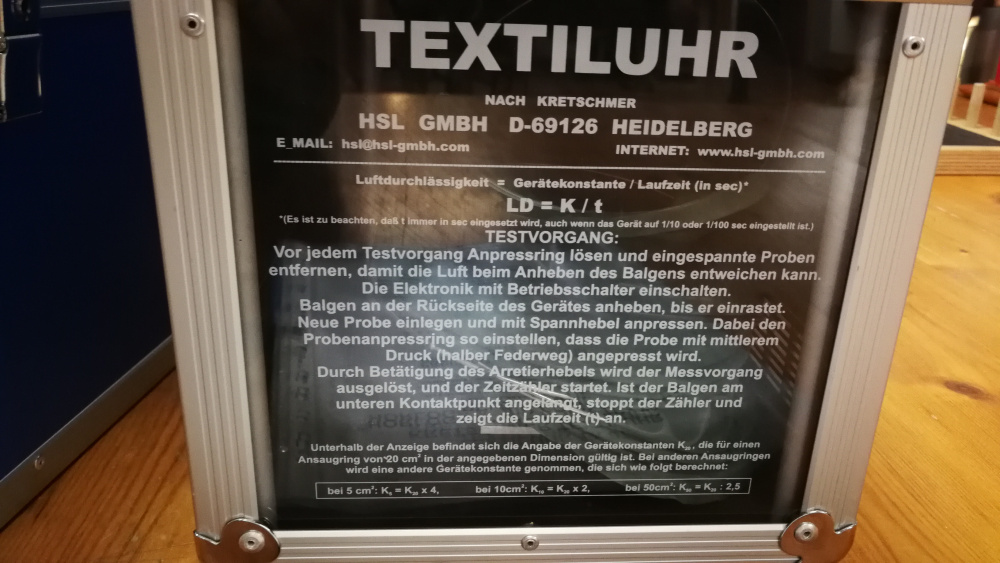 TEXTILUHR
NACH KRETSCHMER
HSL GMBH D-69126 HEIDELBERG
E_MAIL: hsl@hsl-gmbh.com INTERNET: www.hsl-gmbh.com
Luftdurchlässigkeit = Gerätekonstante / Laufzeit (in sec)*
LD = K / t
*(Es ist zu beachten, daß t immer in sec eingesetzt wird, auch wenn das Gerät auf 1/10 oder 1/100 sec eingestellt ist.)
TESTVORGANG:
Vor jedem Testvorgang Anpressring lösen und eingespannte Proben
entfernen, damit die Luft beim Anheben des Balgens entweichen kann.
Die Elektronik mit Betriebsschalter einschalten.
Balgen an der Rückseite des Gerätes anheben, bis er einrastet.
Neue Probe einlegen und mit Spannhebel anpressen. Dabei den
Probenanpressring so einstellen, dass die Probe mit mittlerem
Druck (halber Federweg) angepresst wird.
Durch Betätigung des Arretierhebels wird der Messvorgang
ausgelöst, und der Zeitzähler startet. Ist der Balgen am
unteren Kontaktpunkt angelangt, stoppt der Zähler und
zeigt die Laufzeit (t) an.
Unterhalb der Anzeige befindet sich die Angabe der Gerätekonstanten K₂₀, die für einen
Ansaugring von 20 cm² in der angegebenen Dimension gültig ist. Bei anderen Ansaugringen
wird eine andere Gerätekonstante genommen, die sich wie folgt berechnet:
bei 5 cm²: K₅ = K₂₀ x 4, bei 10cm²: K₁₀ = K₂₀ x 2, bei 50cm²: K₅₀ = K₂₀ : 2,5